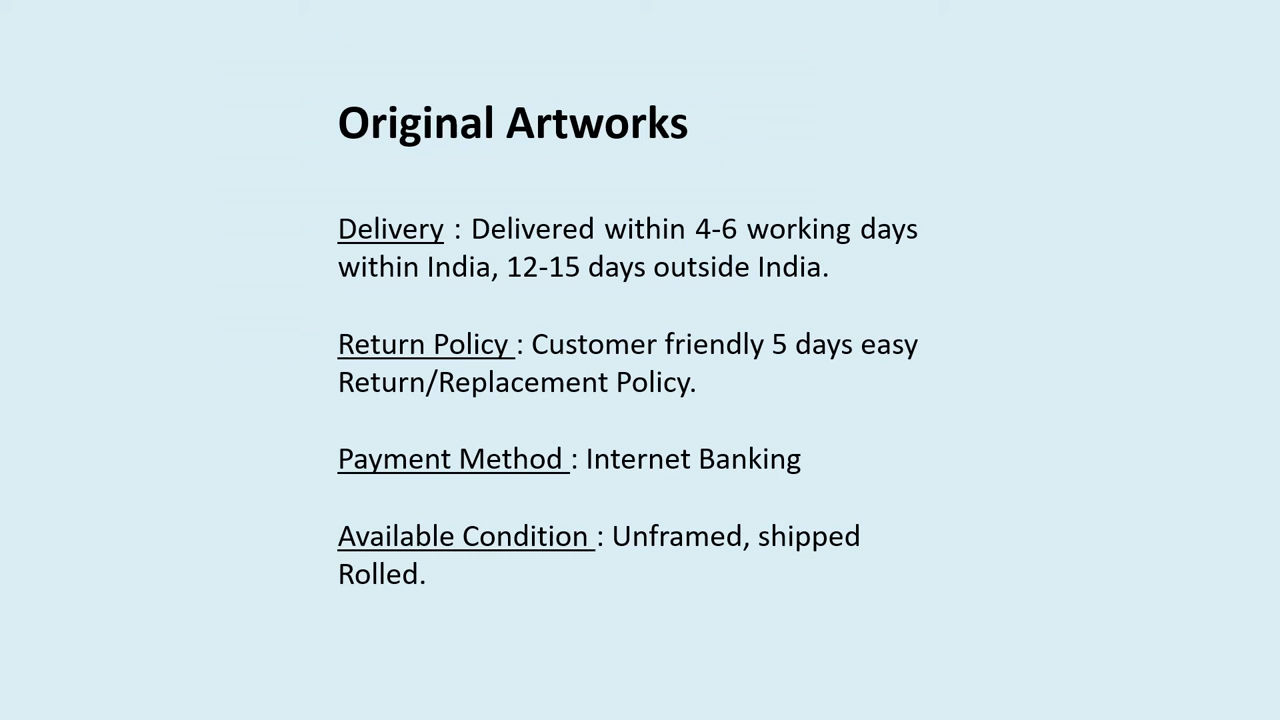 Original Artworks
Delivery : Delivered within 4-6 working days
within India, 12-15 days outside India.
Return Policy : Customer friendly 5 days easy
Return/Replacement Policy.
Payment Method : Internet Banking
Available Condition : Unframed, shipped
Rolled.